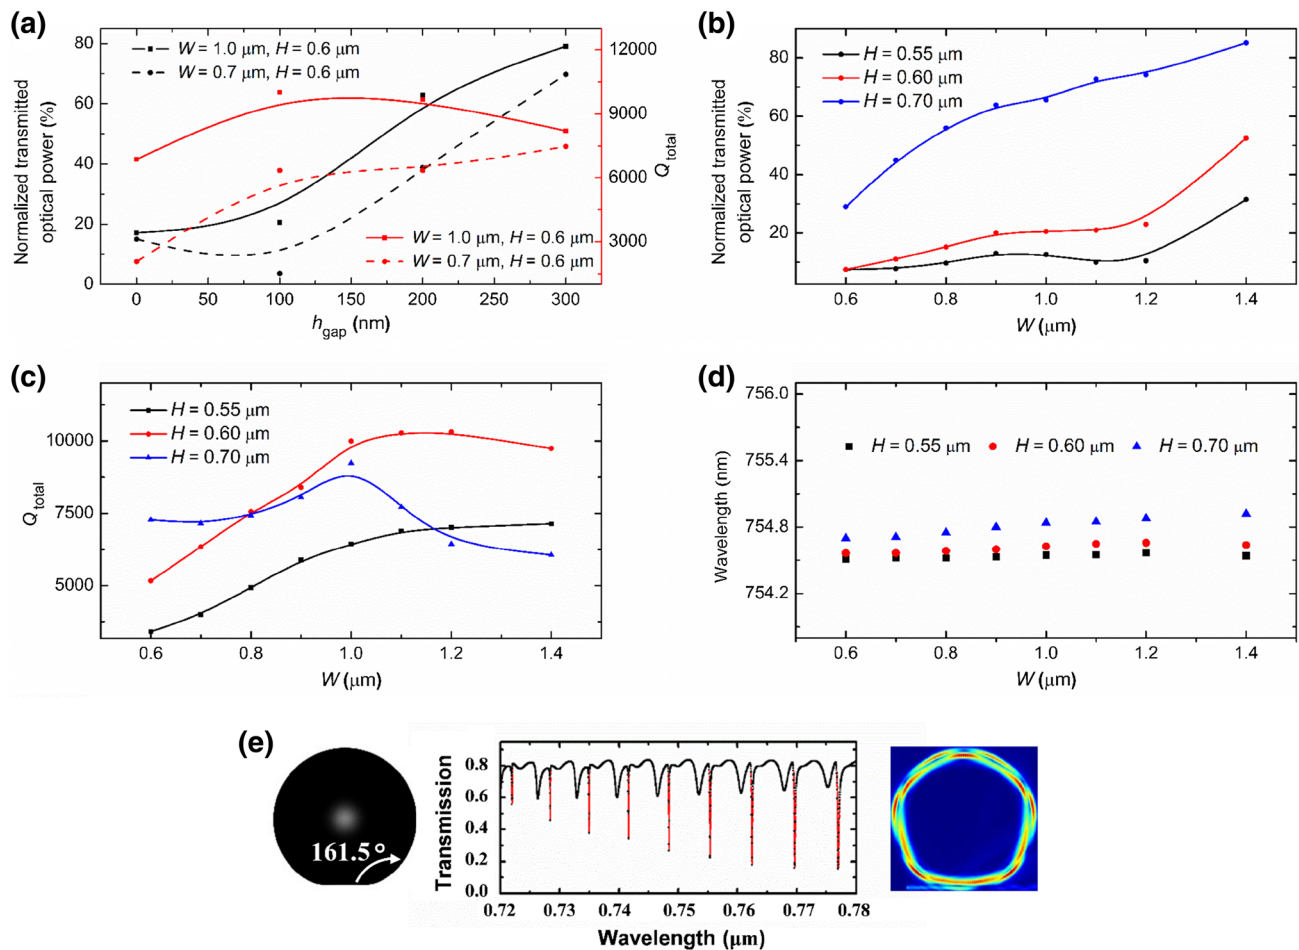 (a)
Normalized transmitted
optical power (%)
80
60
40
20
0
W = 1.0 μm, H = 0.6 μm
W = 0.7 μm, H = 0.6 μm
W = 1.0 μm, H = 0.6 μm
W = 0.7 μm, H = 0.6 μm
12000
9000
6000
3000
Qtotal
0 50 100 150 200 250 300
hgap (nm)
(b)
Normalized transmitted
optical power (%)
80
60
40
20
H = 0.55 μm
H = 0.60 μm
H = 0.70 μm
0.6 0.8 1.0 1.2 1.4
W (μm)
(c)
Qtotal
10000
7500
5000
H = 0.55 μm
H = 0.60 μm
H = 0.70 μm
0.6 0.8 1.0 1.2 1.4
W (μm)
(d)
Wavelength (nm)
756.0
755.4
754.8
754.2
H = 0.55 μm H = 0.60 μm H = 0.70 μm
0.6 0.8 1.0 1.2 1.4
W (μm)
(e)
161.5°
Transmission
0.8
0.6
0.4
0.2
0.0
0.72 0.73 0.74 0.75 0.76 0.77 0.78
Wavelength (μm)